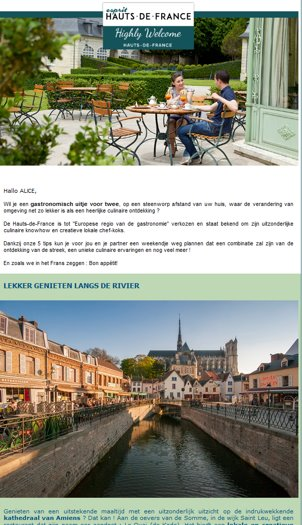 esprit
HAUTS-DE-FRANCE
Highly Welcome
HAUTS-DE-FRANCE
Hallo ALICE,
Wil je een gastronomisch uitje voor twee, op een steenworp afstand van uw huis, waar de verandering van
omgeving net zo lekker is als een heerlijke culinaire ontdekking ?
De Hauts-de-France is tot "Europese regio van de gastronomie" verkozen en staat bekend om zijn uitzonderlijke
culinaire knowhow en creatieve lokale chef-koks.
Dankzij onze 5 tips kun je voor jou en je partner een weekendje weg plannen dat een combinatie zal zijn van de
ontdekking van de streek, een unieke culinaire ervaringen en nog veel meer !
En zoals we in het Frans zeggen : Bon appétit!
LEKKER GENIETEN LANGS DE RIVIER
Genieten van een uitstekende maaltijd met een uitzonderlijk uitzicht op de indrukwekkende
kathedraal van Amiens ? Dat kan ! Aan de oevers van de Somme, in de wijk Saint Leu, ligt een